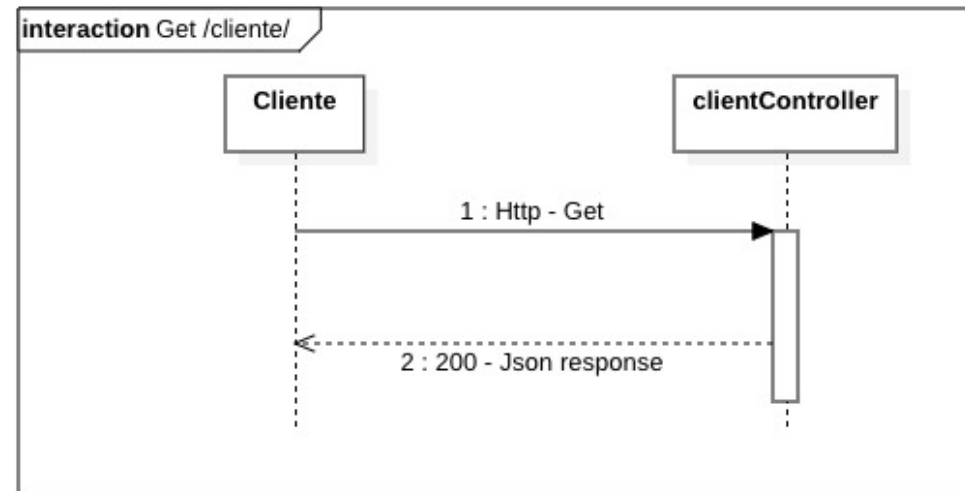 interaction Get /cliente/
Cliente
clientController
1 : Http - Get
2 : 200 - Json response